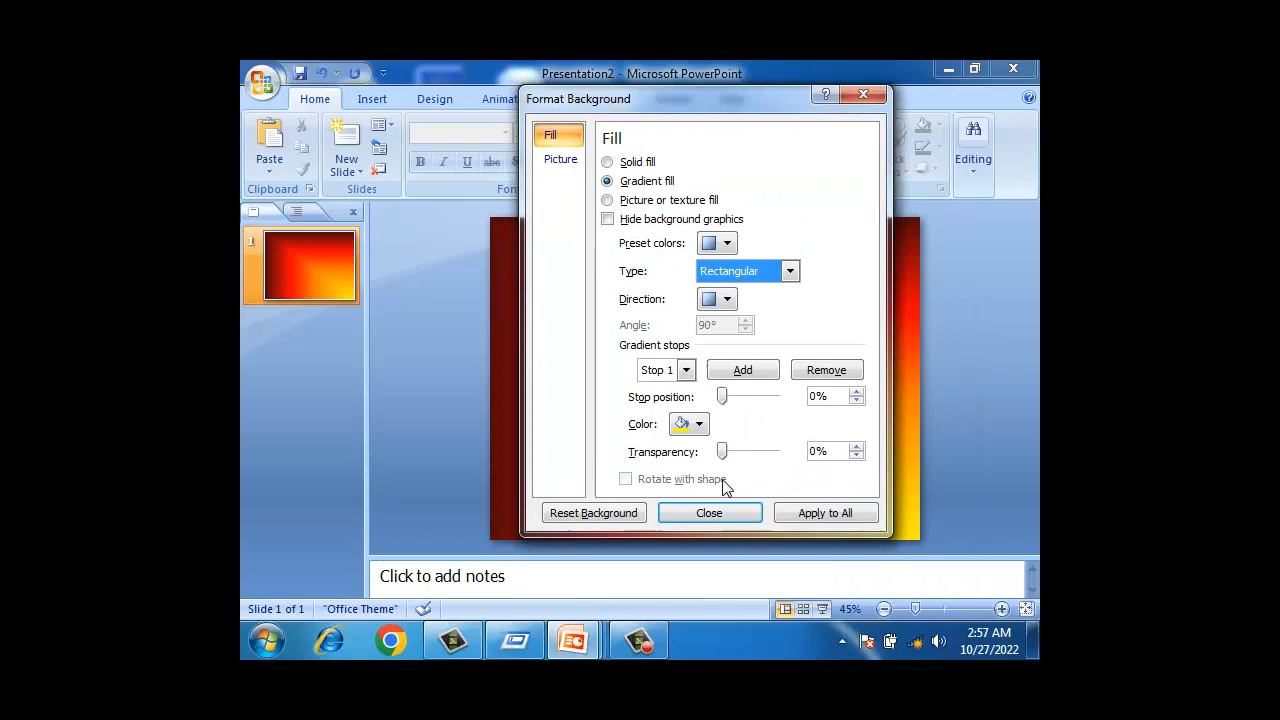 Presentation2 - Microsoft PowerPoint
Home Insert Design Animat
Format Background
Paste
Clipboard
New
Slide
Slides
B I U abc
Fon
Editing
Fill
Picture
Fill
Solid fill
Gradient fill
Picture or texture fill
Hide background graphics
Preset colors:
Type: Rectangular
Direction:
Angle: 90°
Gradient stops
Stop 1 Add Remove
Stop position: 0%
Color:
Transparency: 0%
Rotate with shape
Reset Background Close Apply to All
1
Click to add notes
Slide 1 of 1 "Office Theme" 45%
2:57 AM
10/27/2022